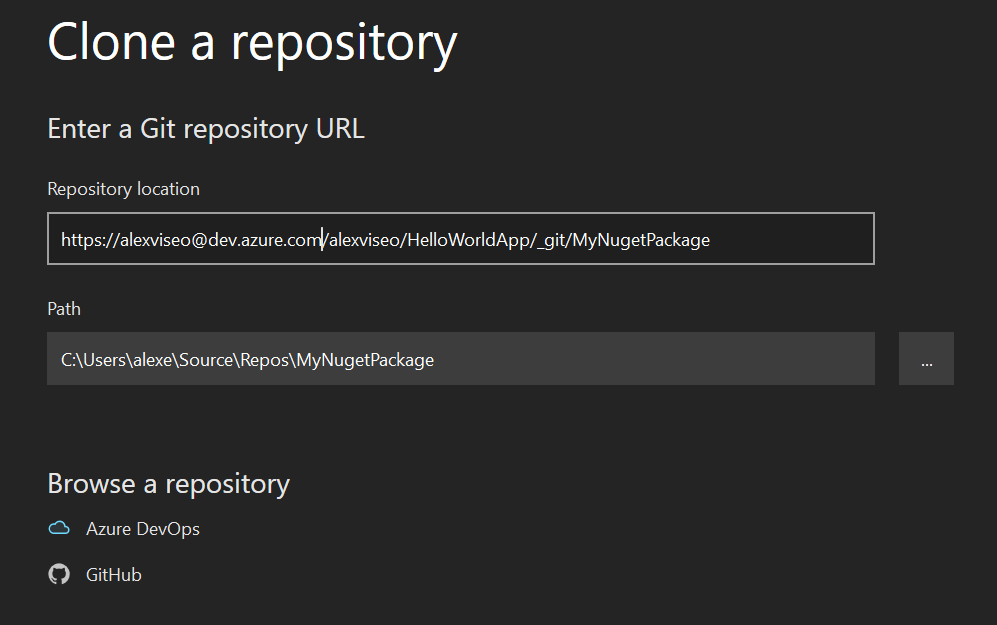 Clone a repository
Enter a Git repository URL
Repository location
https://alexviseo@dev.azure.com/alexviseo/HelloWorldApp/_git/MyNugetPackage
Path
C:\Users\alexe\Source\Repos\MyNugetPackage
...
Browse a repository
Azure DevOps
GitHub